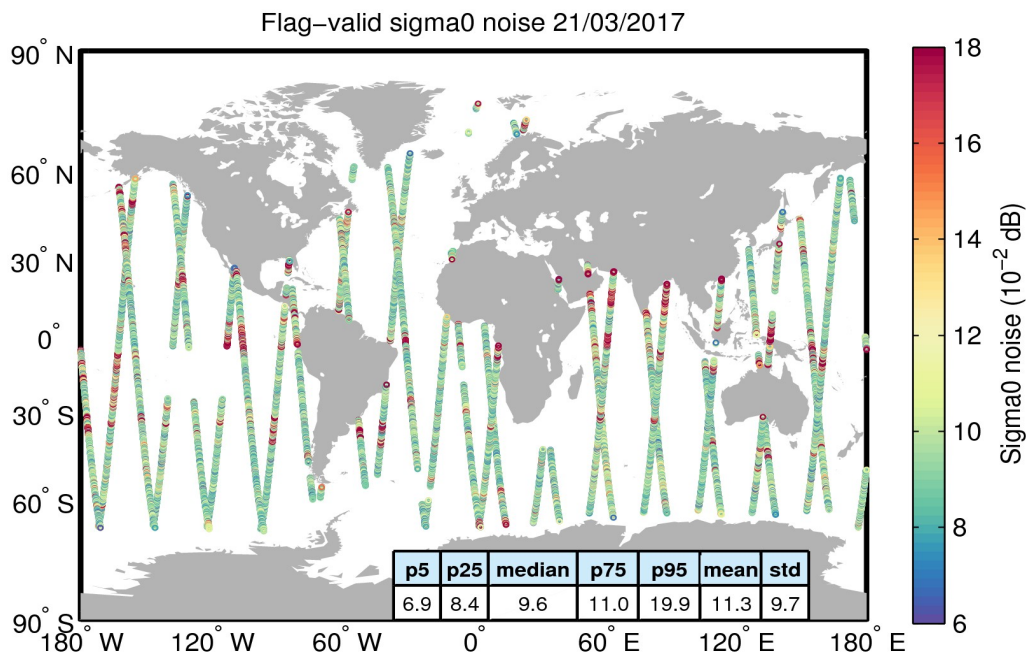 Flag−valid sigma0 noise 21/03/2017
90° N
60° N
30° N
0°
30° S
60° S
90° S
180° W
120° W
60° W
0°
60° E
120° E
180° E
p5 p25 median p75 p95 mean std
6.9 8.4 9.6 11.0 19.9 11.3 9.7
18
16
14
12
10
8
6
Sigma0 noise (10⁻² dB)